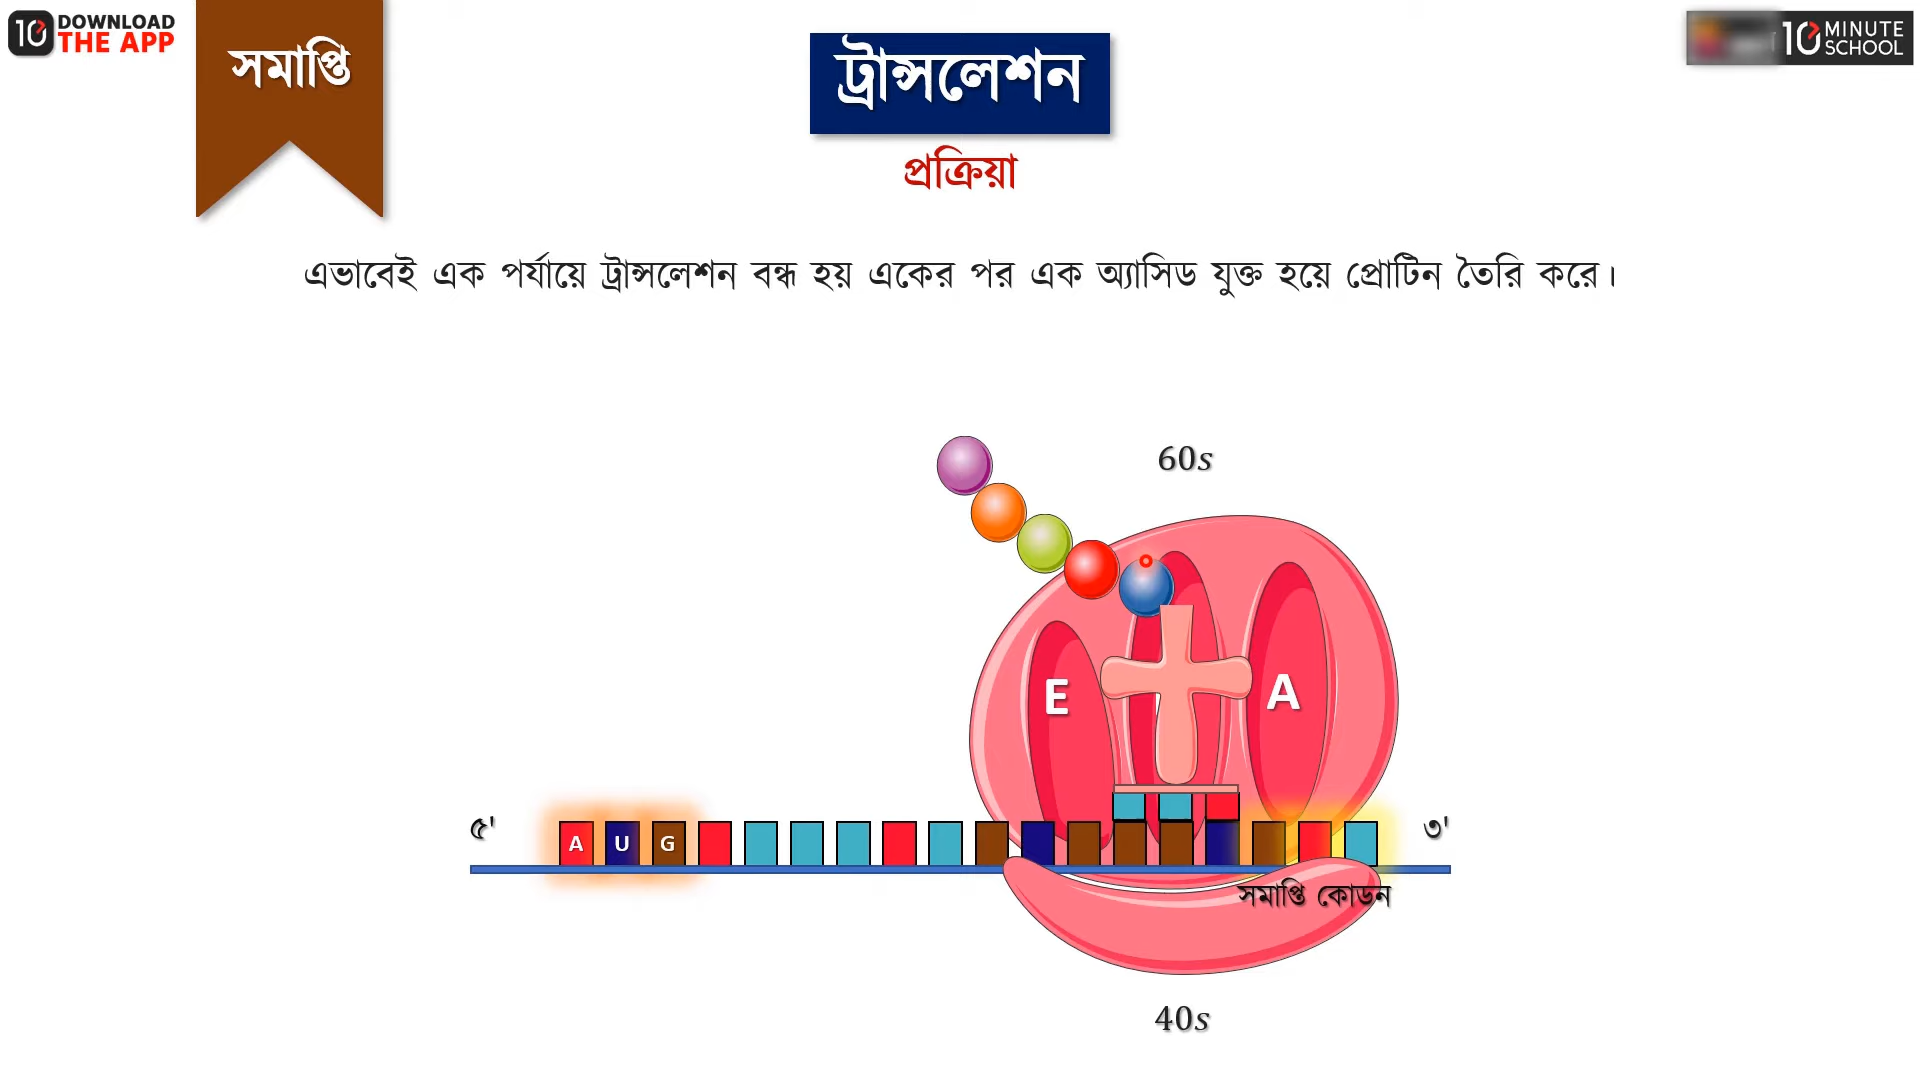 10 DOWNLOAD
THE APP
সমাপ্তি
ট্রান্সলেশন
10 MINUTE
SCHOOL
প্রক্রিয়া
এভাবেই এক পর্যায়ে ট্রান্সলেশন বন্ধ হয় একের পর এক অ্যাসিড যুক্ত হয়ে প্রোটিন তৈরি করে।
60s
E
A
৫'
A U G
৩'
সমাপ্তি কোডন
40s